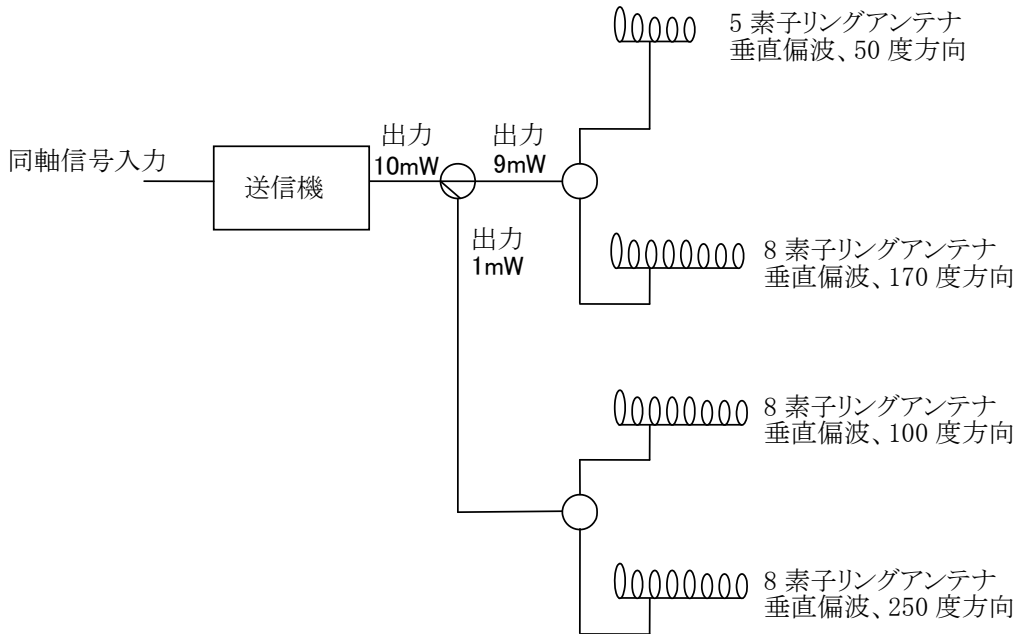 5 素子リングアンテナ
垂直偏波、50 度方向
同軸信号入力
送信機
出力
10mW
出力
9mW
出力
1mW
8 素子リングアンテナ
垂直偏波、170 度方向
8 素子リングアンテナ
垂直偏波、100 度方向
8 素子リングアンテナ
垂直偏波、250 度方向